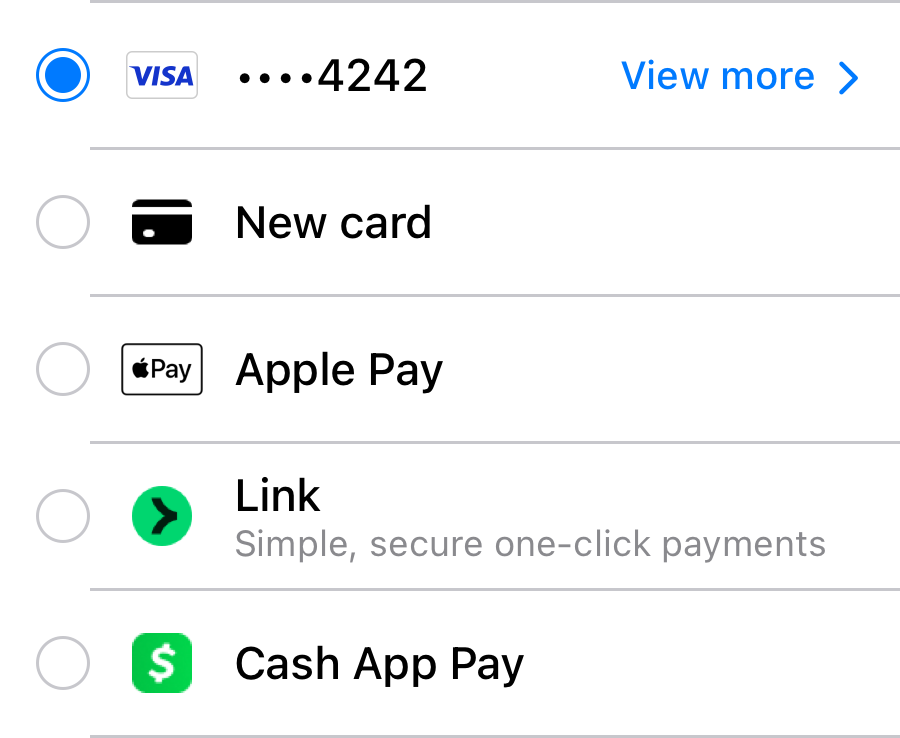 VISA ····4242 View more
New card
Pay Apple Pay
Link
Simple, secure one-click payments
$ Cash App Pay